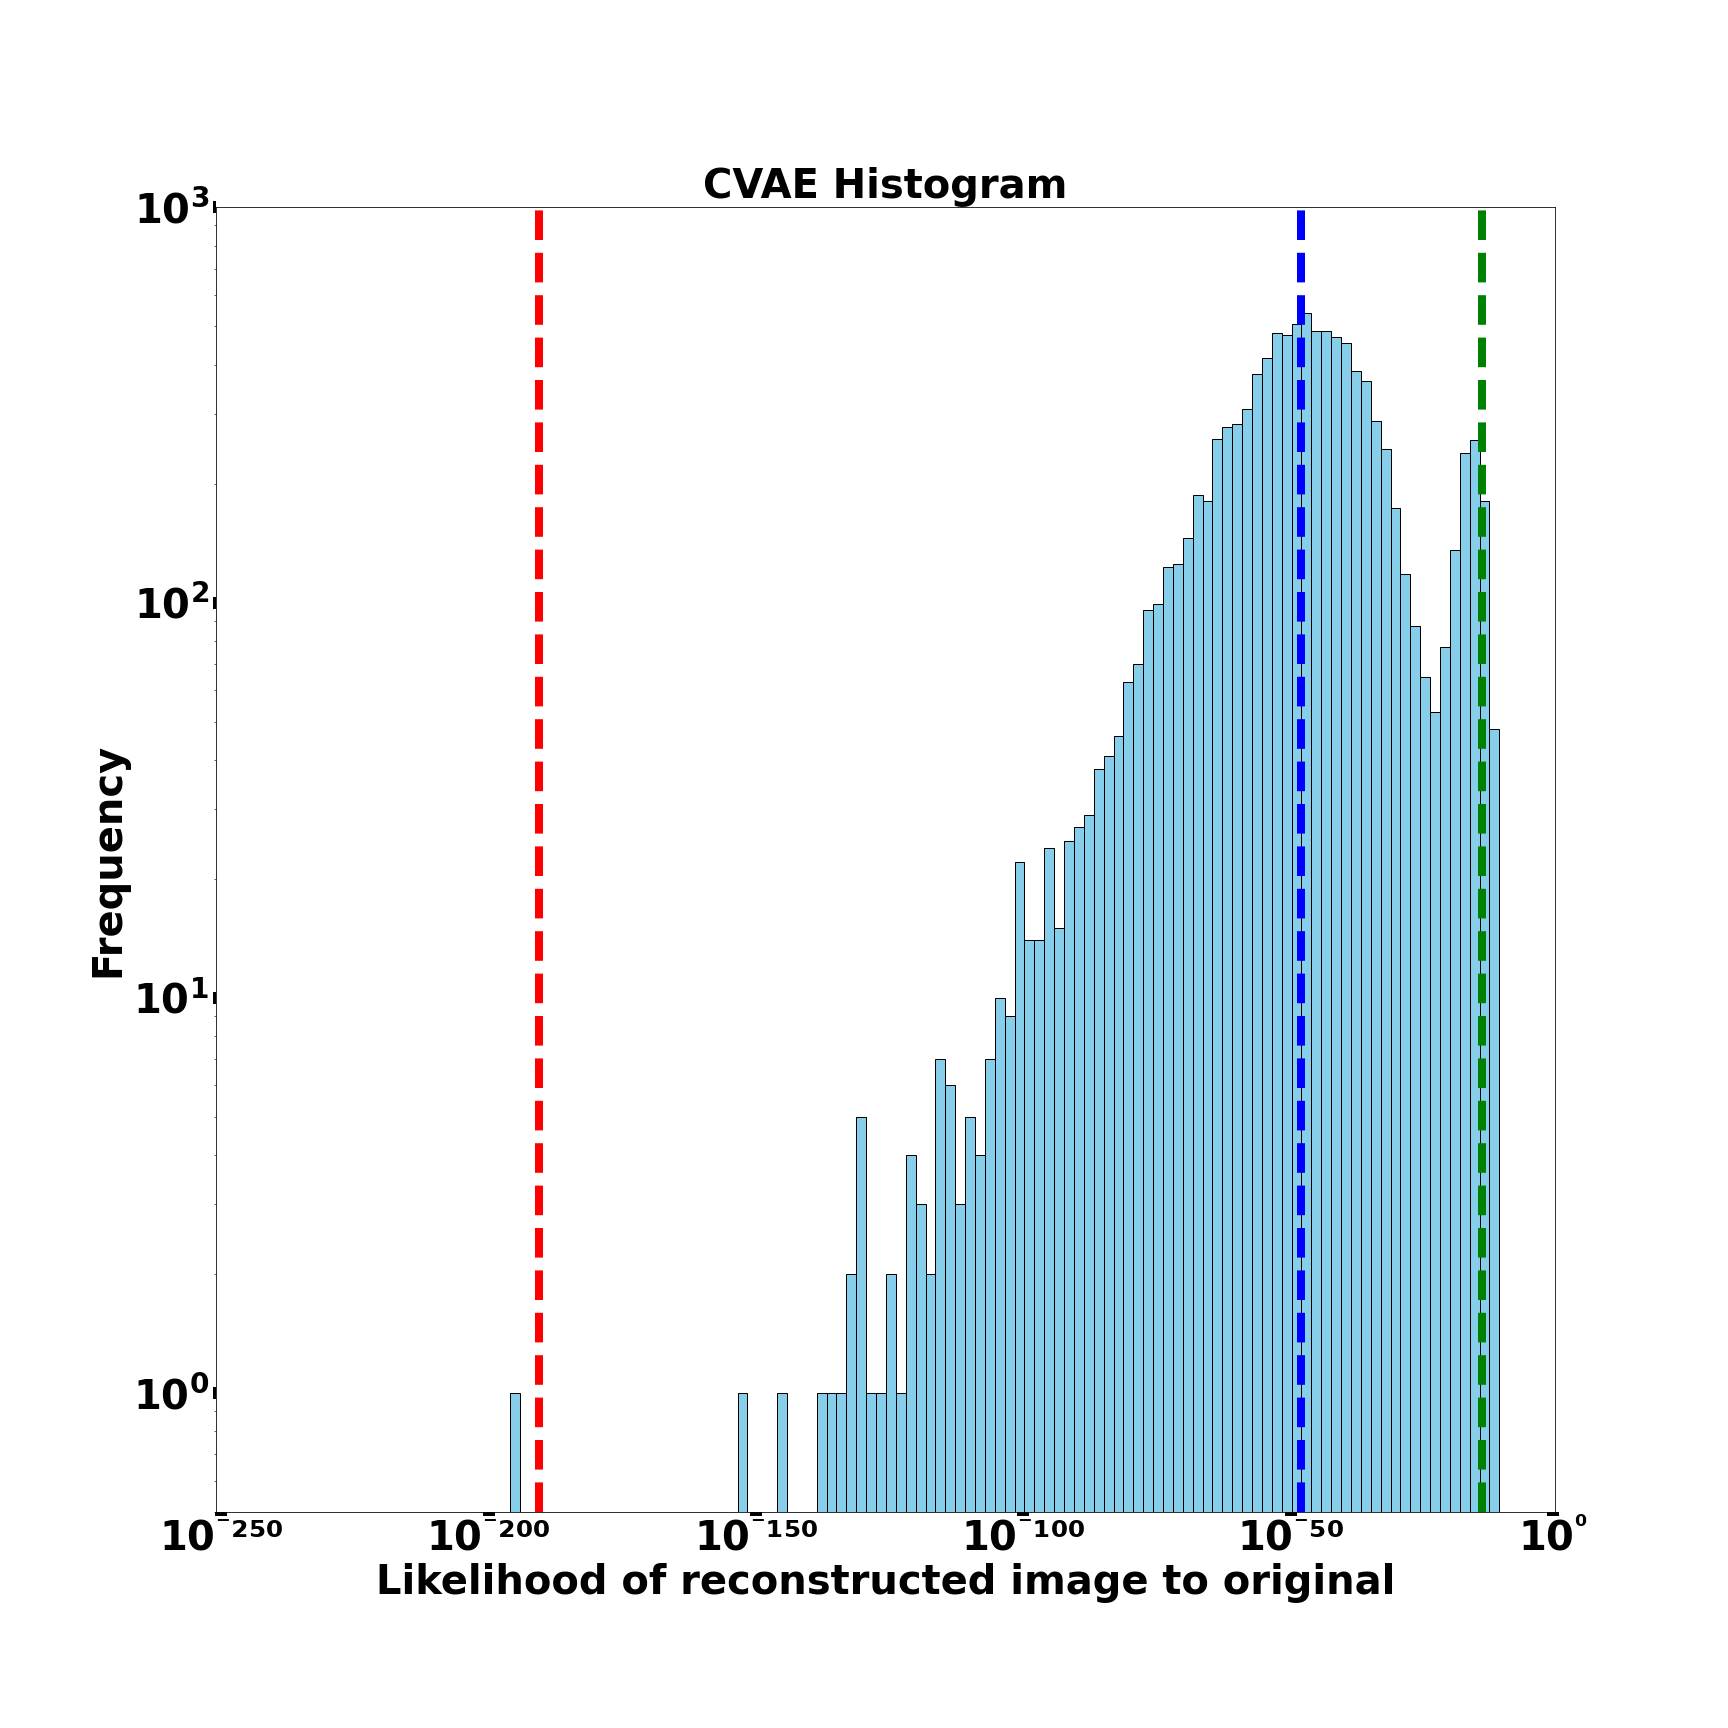 CVAE Histogram
10³
10²
10¹
10⁰
Frequency
10⁻²⁵⁰ 10⁻²⁰⁰ 10⁻¹⁵⁰ 10⁻¹⁰⁰ 10⁻⁵⁰ 10⁰
Likelihood of reconstructed image to original